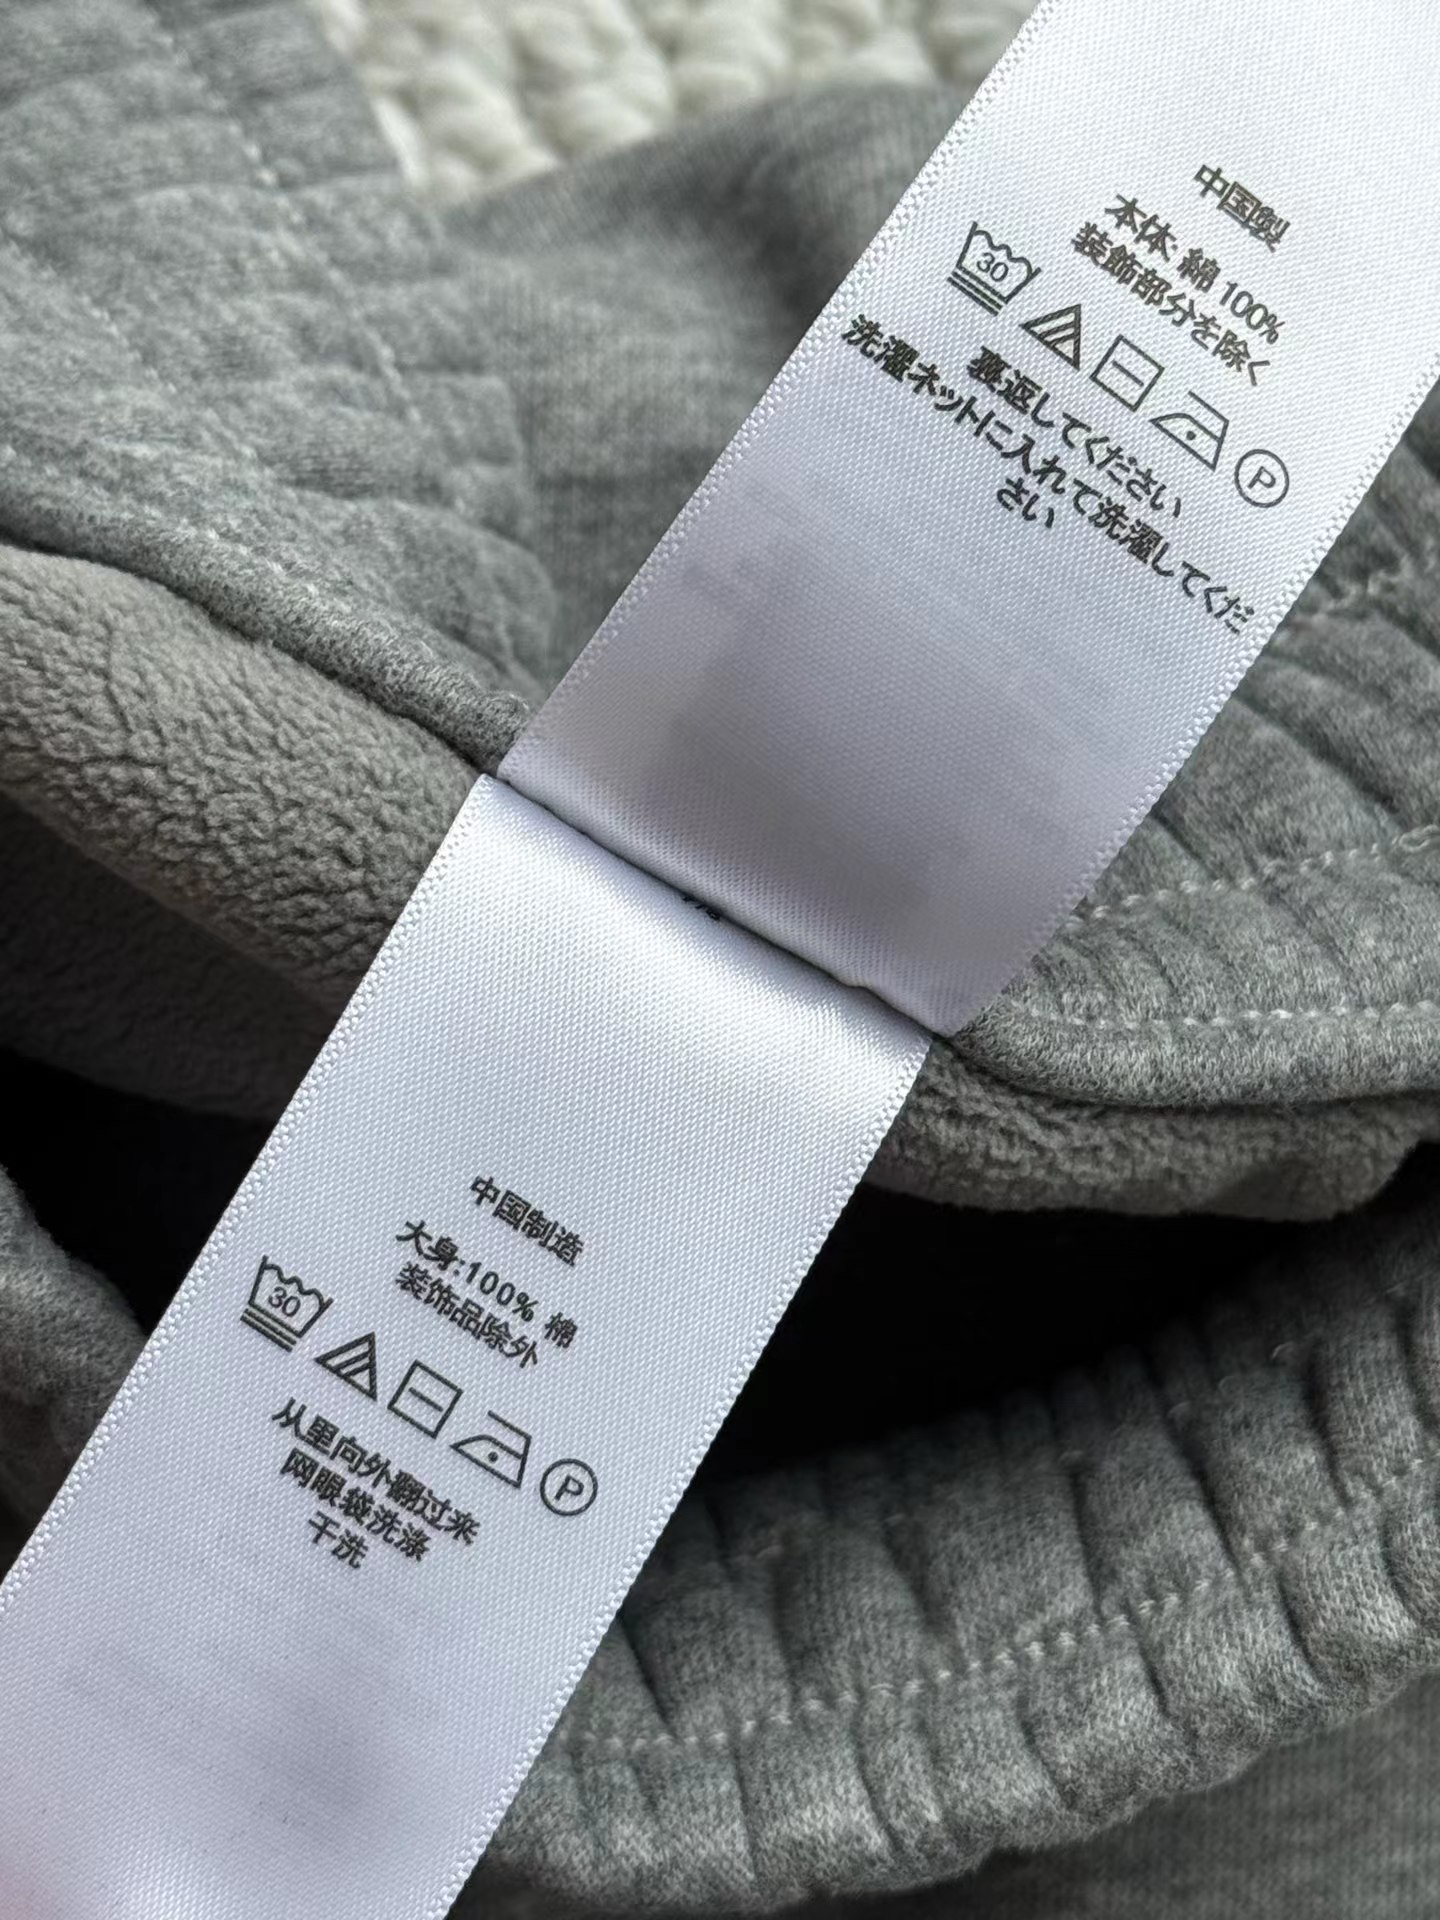 中国製
本体 綿 100%
装飾部分を除く
30
P
裏返してください
洗濯ネットに入れて洗濯してくだ
さい
中国制造
大身:100% 棉
装饰品除外
30
P
从里向外翻过来
网眼袋洗涤
干洗